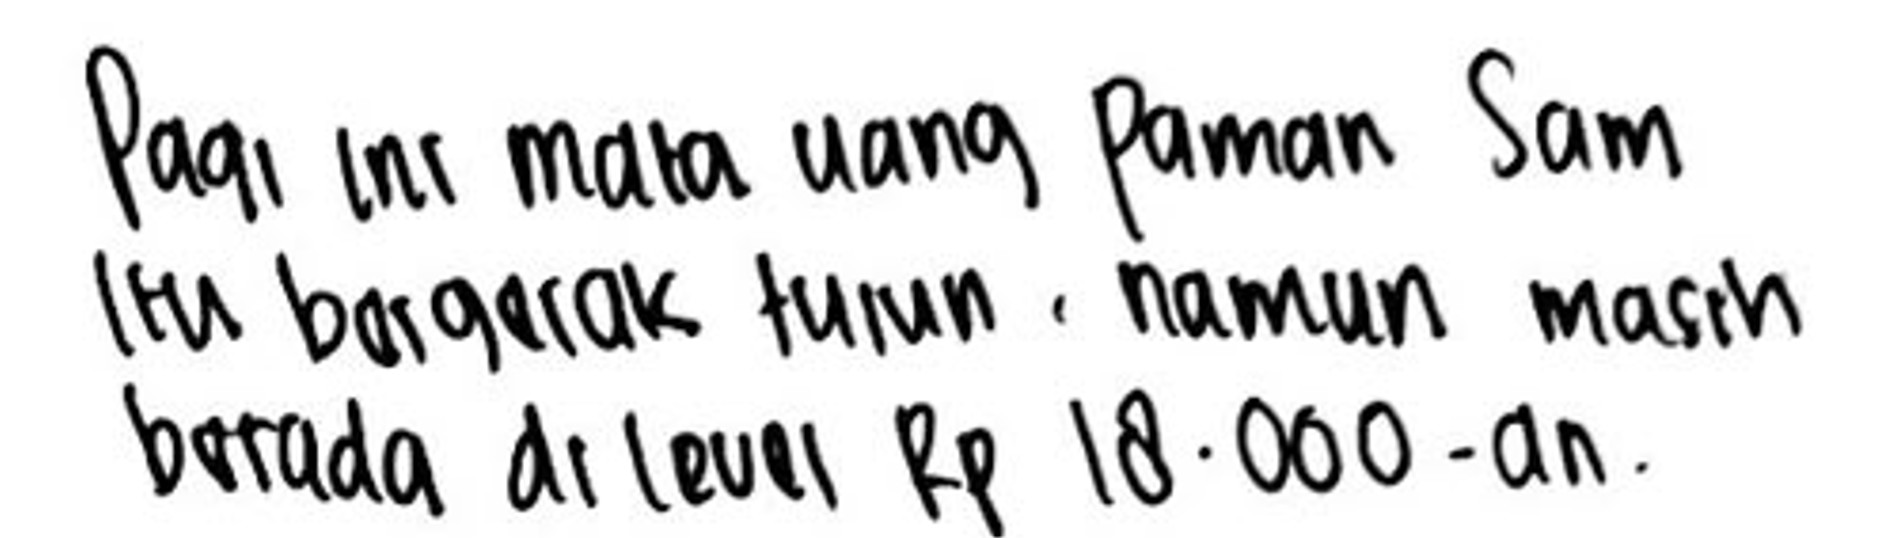 Pagi ini mata uang Paman Sam
itu bergerak turun, namun masih
berada di level Rp 18.000-an.